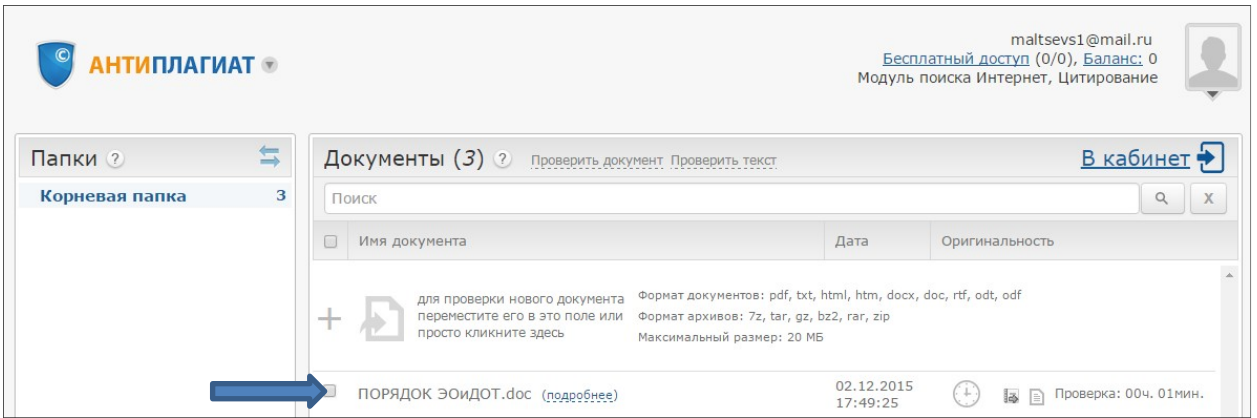 maltsevs1@mail.ru
Бесплатный доступ (0/0), Баланс: 0
Модуль поиска Интернет, Цитирование
© АНТИПЛАГИАТ
Папки ?
Корневая папка 3
Документы (3) ? Проверить документ Проверить текст В кабинет
Поиск X
Имя документа Дата Оригинальность
для проверки нового документа
переместите его в это поле или
просто кликните здесь
Формат документов: pdf, txt, html, htm, docx, doc, rtf, odt, odf
Формат архивов: 7z, tar, gz, bz2, rar, zip
Максимальный размер: 20 МБ
ПОРЯДОК ЭОиДОТ.doc (подробнее)
02.12.2015
17:49:25
Проверка: 00ч. 01мин.